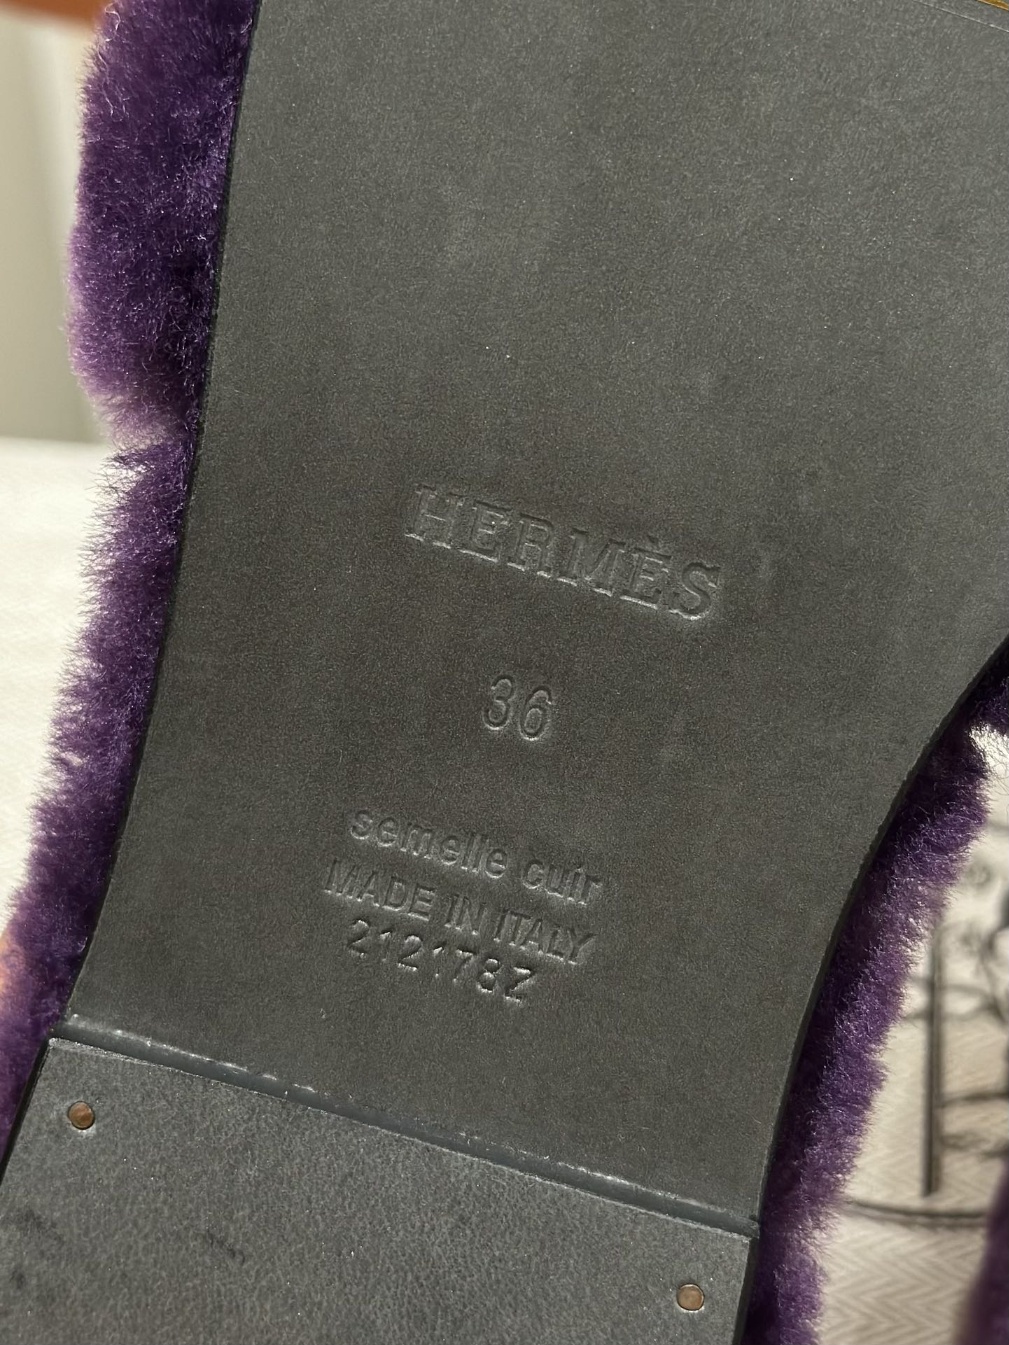 HERMÈS
36
semelle cuir
MADE IN ITALY
212178Z